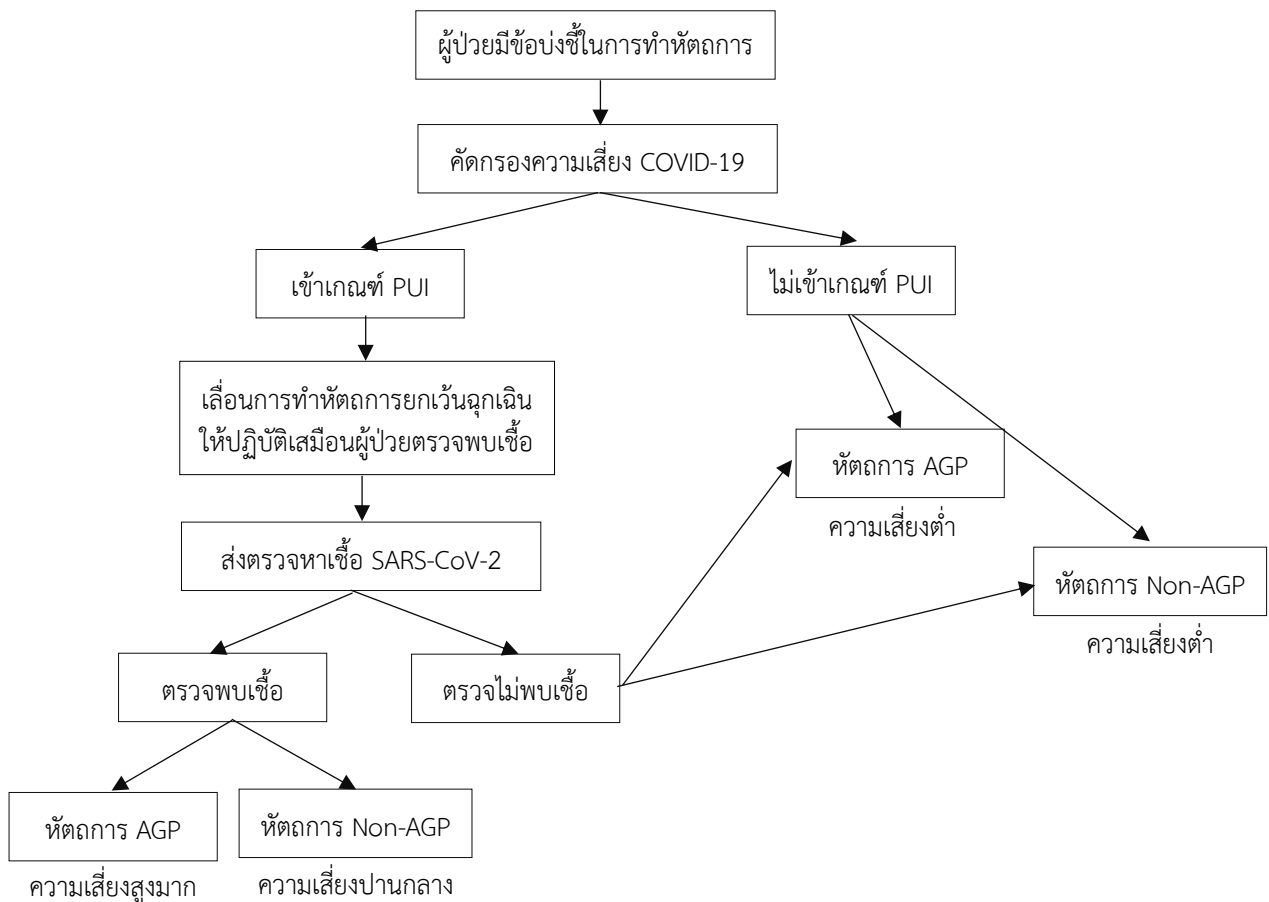 ผู้ป่วยมีข้อบ่งชี้ในการทำหัตถการ
คัดกรองความเสี่ยง COVID-19
เข้าเกณฑ์ PUI
ไม่เข้าเกณฑ์ PUI
เลื่อนการทำหัตถการยกเว้นฉุกเฉิน
ให้ปฏิบัติเสมือนผู้ป่วยตรวจพบเชื้อ
หัตถการ AGP
ความเสี่ยงต่ำ
ส่งตรวจหาเชื้อ SARS-CoV-2
หัตถการ Non-AGP
ความเสี่ยงต่ำ
ตรวจพบเชื้อ
ตรวจไม่พบเชื้อ
หัตถการ AGP
ความเสี่ยงสูงมาก
หัตถการ Non-AGP
ความเสี่ยงปานกลาง